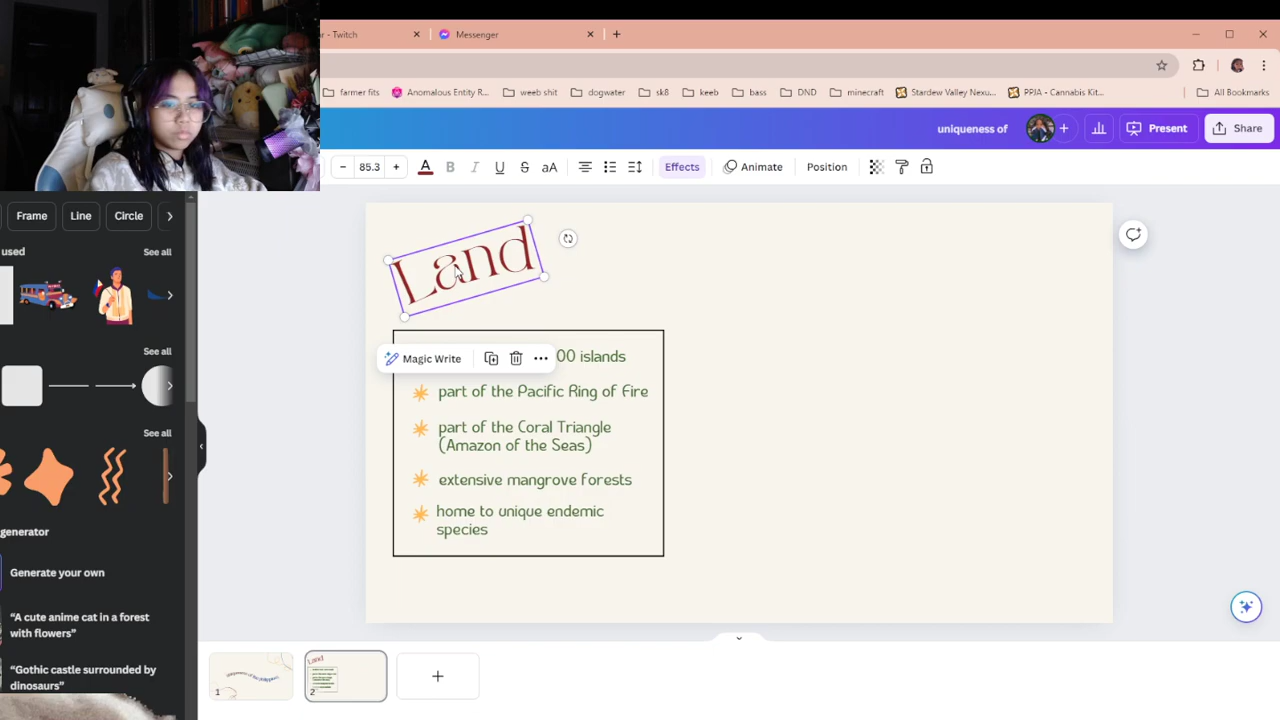 r - Twitch
Messenger
farmer fits
Anomalous Entity R...
weeb shit
dogwater
sk8
keeb
bass
DND
minecraft
Stardew Valley Nexu...
PPJA - Cannabis Kit...
All Bookmarks
uniqueness of
Present
Share
85.3
A
B
I
U
S
aA
Effects
Animate
Position
Frame
Line
Circle
used
See all
See all
See all
generator
Generate your own
“A cute anime cat in a forest
with flowers”
“Gothic castle surrounded by
dinosaurs”
Land
Magic Write
00 islands
part of the Pacific Ring of Fire
part of the Coral Triangle
(Amazon of the Seas)
extensive mangrove forests
home to unique endemic
species
1
2
Land